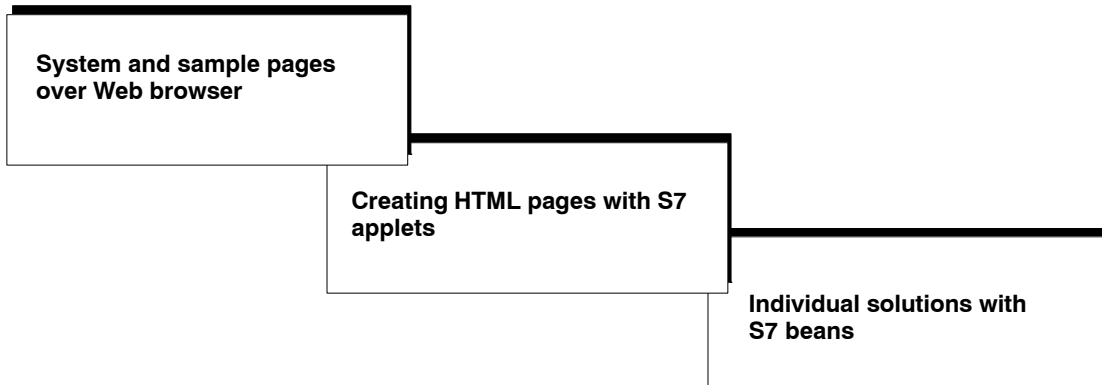 System and sample pages
over Web browser
Creating HTML pages with S7
applets
Individual solutions with
S7 beans